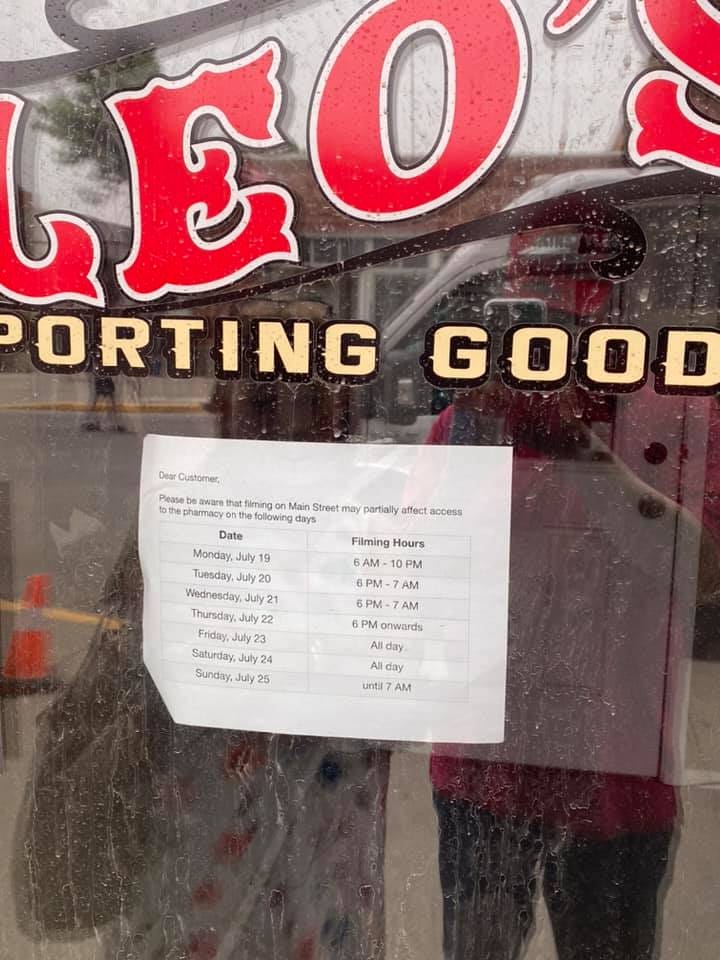 LEO'S
PORTING GOOD
Dear Customer,
Please be aware that filming on Main Street may partially affect access
to the pharmacy on the following days
Date Filming Hours
Monday, July 19 6 AM - 10 PM
Tuesday, July 20 6 PM - 7 AM
Wednesday, July 21 6 PM - 7 AM
Thursday, July 22 6 PM onwards
Friday, July 23 All day
Saturday, July 24 All day
Sunday, July 25 until 7 AM